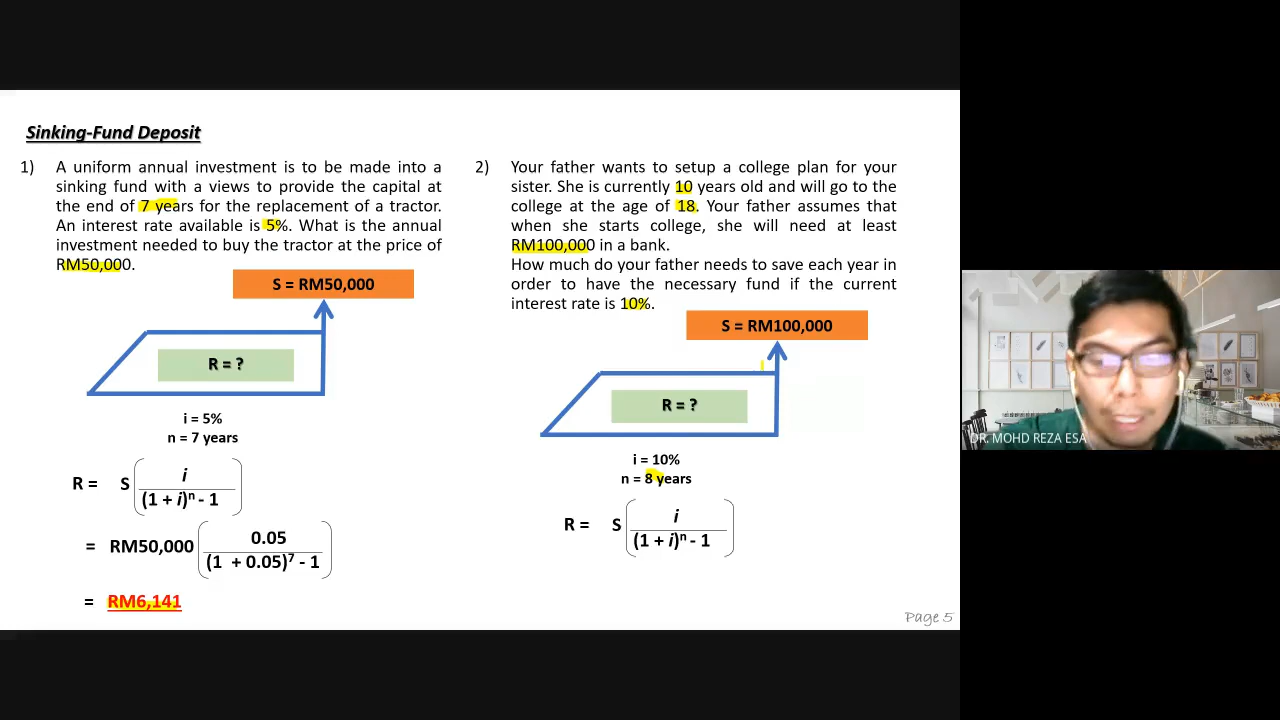 Sinking-Fund Deposit
1) A uniform annual investment is to be made into a
sinking fund with a views to provide the capital at
the end of 7 years for the replacement of a tractor.
An interest rate available is 5%. What is the annual
investment needed to buy the tractor at the price of
RM50,000.
S = RM50,000
R = ?
i = 5%
n = 7 years
R = S ( i
(1 + i)ⁿ - 1 )
= RM50,000 ( 0.05
(1 + 0.05)⁷ - 1 )
= RM6,141
2) Your father wants to setup a college plan for your
sister. She is currently 10 years old and will go to the
college at the age of 18. Your father assumes that
when she starts college, she will need at least
RM100,000 in a bank.
How much do your father needs to save each year in
order to have the necessary fund if the current
interest rate is 10%.
S = RM100,000
R = ?
i = 10%
n = 8 years
R = S ( i
(1 + i)ⁿ - 1 )
Page 5
DR. MOHD REZA ESA